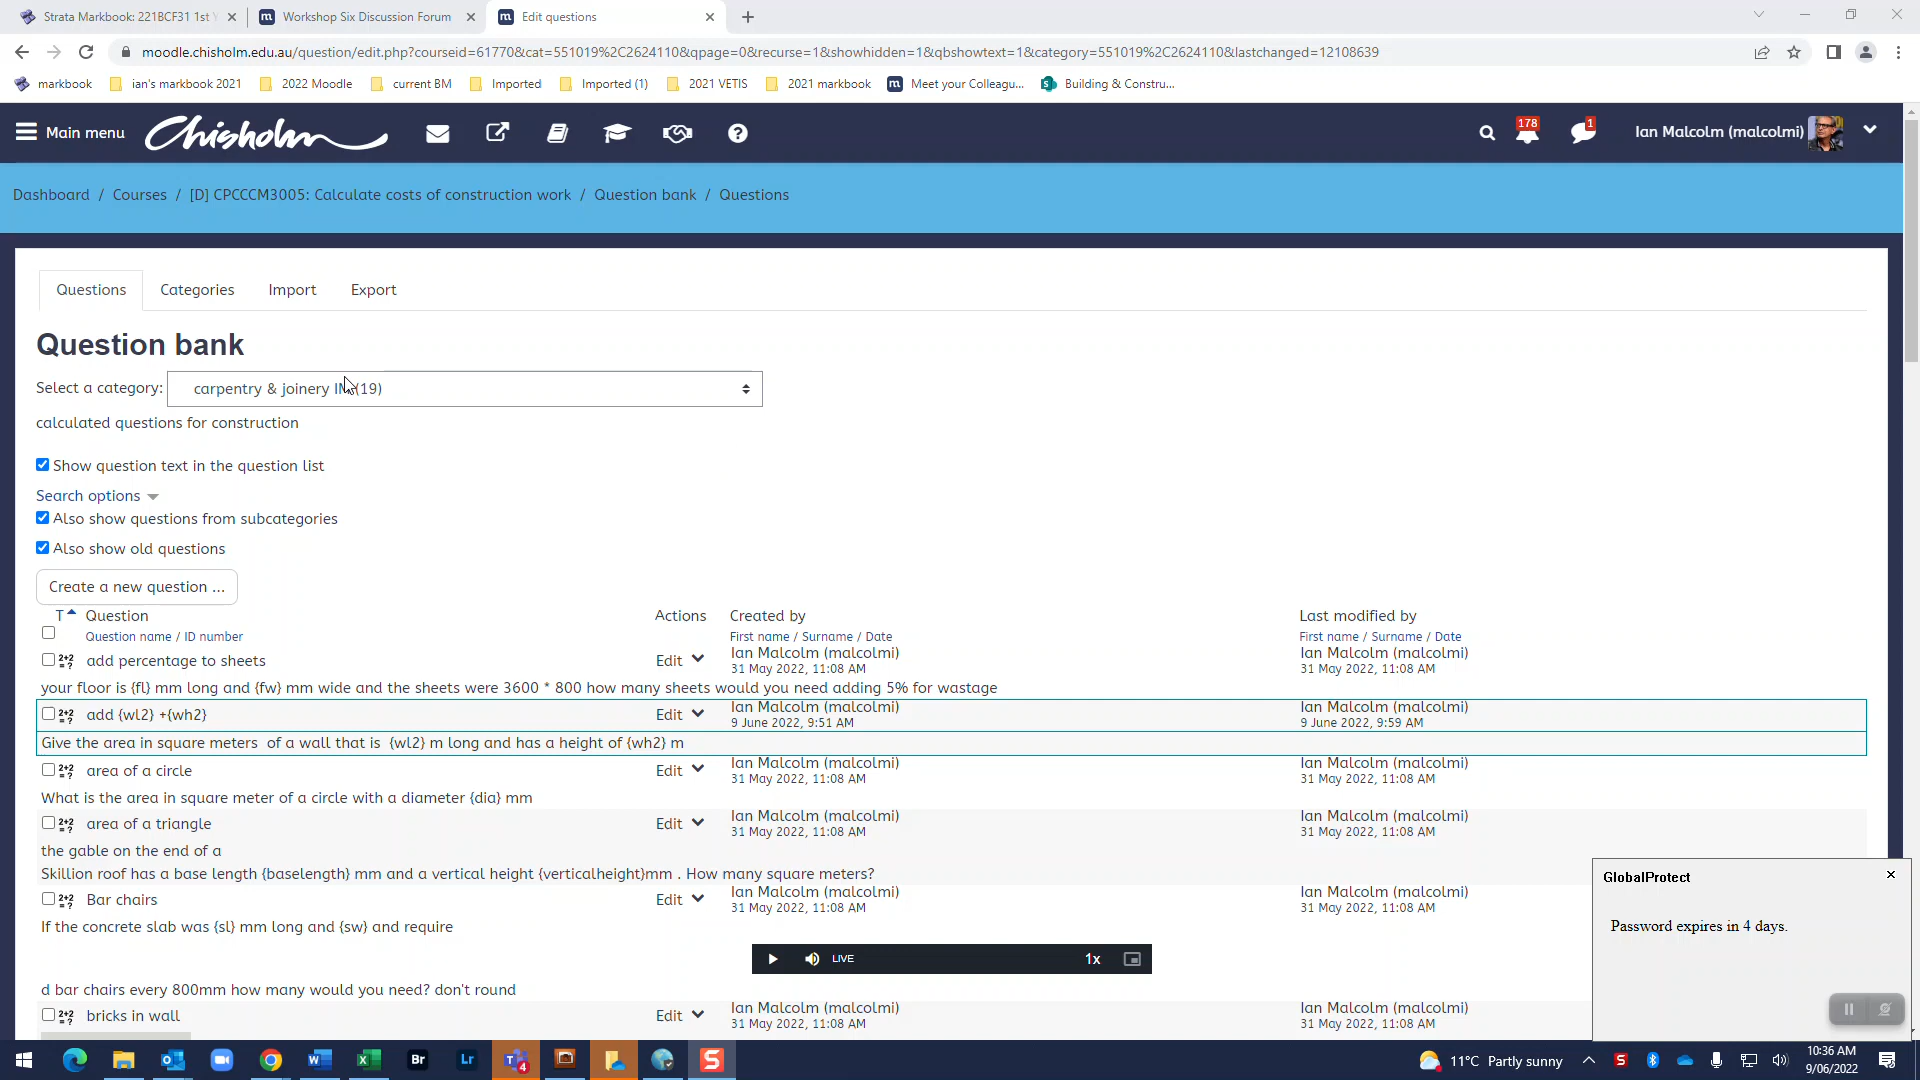 Strata Markbook: 221BCF31 1st Y
Workshop Six Discussion Forum
Edit questions
moodle.chisholm.edu.au/question/edit.php?courseid=61770&cat=551019%2C2624110&qpage=0&recurse=1&showhidden=1&qbshowtext=1&category=551019%2C2624110&lastchanged=12108639
markbook ian's markbook 2021 2022 Moodle current BM Imported Imported (1) 2021 VETIS 2021 markbook Meet your Colleagu... Building & Constru...
Main menu Chisholm 178 1 Ian Malcolm (malcolmi)
Dashboard / Courses / [D] CPCCCM3005: Calculate costs of construction work / Question bank / Questions
Questions Categories Import Export
Question bank
Select a category: carpentry & joinery (19)
calculated questions for construction
Show question text in the question list
Search options
Also show questions from subcategories
Also show old questions
Create a new question ...
T Question Actions Created by Last modified by
Question name / ID number First name / Surname / Date First name / Surname / Date
add percentage to sheets Edit Ian Malcolm (malcolmi) Ian Malcolm (malcolmi)
31 May 2022, 11:08 AM 31 May 2022, 11:08 AM
your floor is {fl} mm long and {fw} mm wide and the sheets were 3600 * 800 how many sheets would you need adding 5% for wastage
add {wl2} +{wh2} Edit Ian Malcolm (malcolmi) Ian Malcolm (malcolmi)
9 June 2022, 9:51 AM 9 June 2022, 9:59 AM
Give the area in square meters of a wall that is {wl2} m long and has a height of {wh2} m
area of a circle Edit Ian Malcolm (malcolmi) Ian Malcolm (malcolmi)
31 May 2022, 11:08 AM 31 May 2022, 11:08 AM
What is the area in square meter of a circle with a diameter {dia} mm
area of a triangle Edit Ian Malcolm (malcolmi) Ian Malcolm (malcolmi)
31 May 2022, 11:08 AM 31 May 2022, 11:08 AM
the gable on the end of a
Skillion roof has a base length {baselength} mm and a vertical height {verticalheight}mm . How many square meters?
Bar chairs Edit Ian Malcolm (malcolmi) Ian Malcolm (malcolmi)
31 May 2022, 11:08 AM 31 May 2022, 11:08 AM
If the concrete slab was {sl} mm long and {sw} and require
d bar chairs every 800mm how many would you need? don't round
bricks in wall Edit Ian Malcolm (malcolmi) Ian Malcolm (malcolmi)
31 May 2022, 11:08 AM 31 May 2022, 11:08 AM
LIVE 1x
GlobalProtect
Password expires in 4 days.
Br Lr 4 S
11°C Partly sunny
10:36 AM
9/06/2022